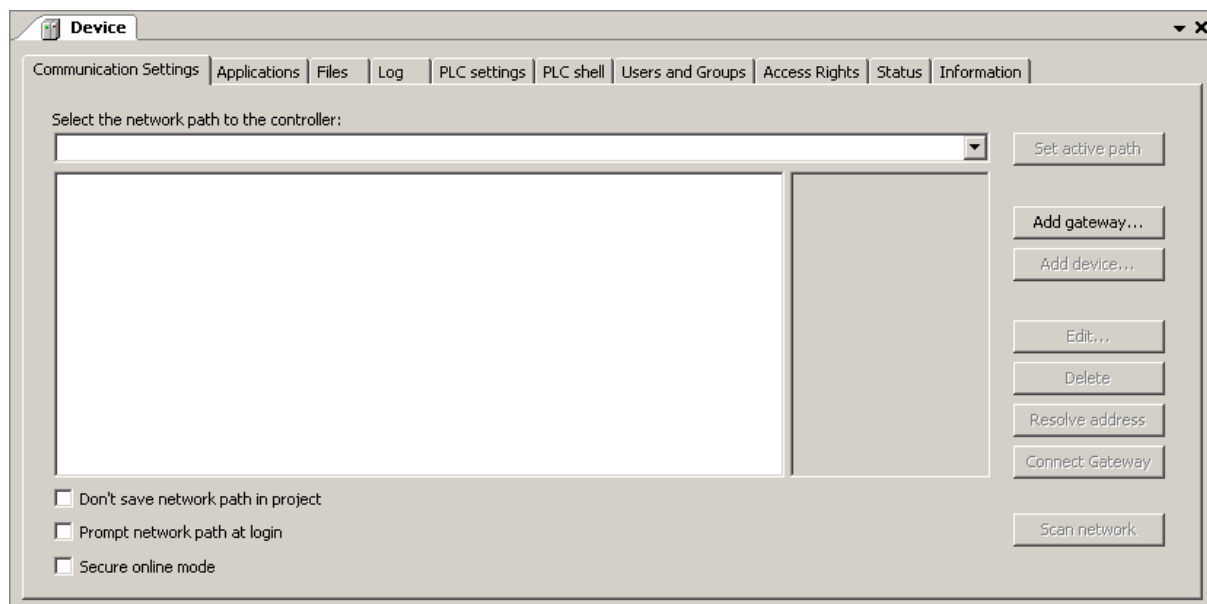 Device
Communication Settings Applications Files Log PLC settings PLC shell Users and Groups Access Rights Status Information
Select the network path to the controller:
Set active path
Add gateway...
Add device...
Edit...
Delete
Resolve address
Connect Gateway
Don't save network path in project
Prompt network path at login
Scan network
Secure online mode